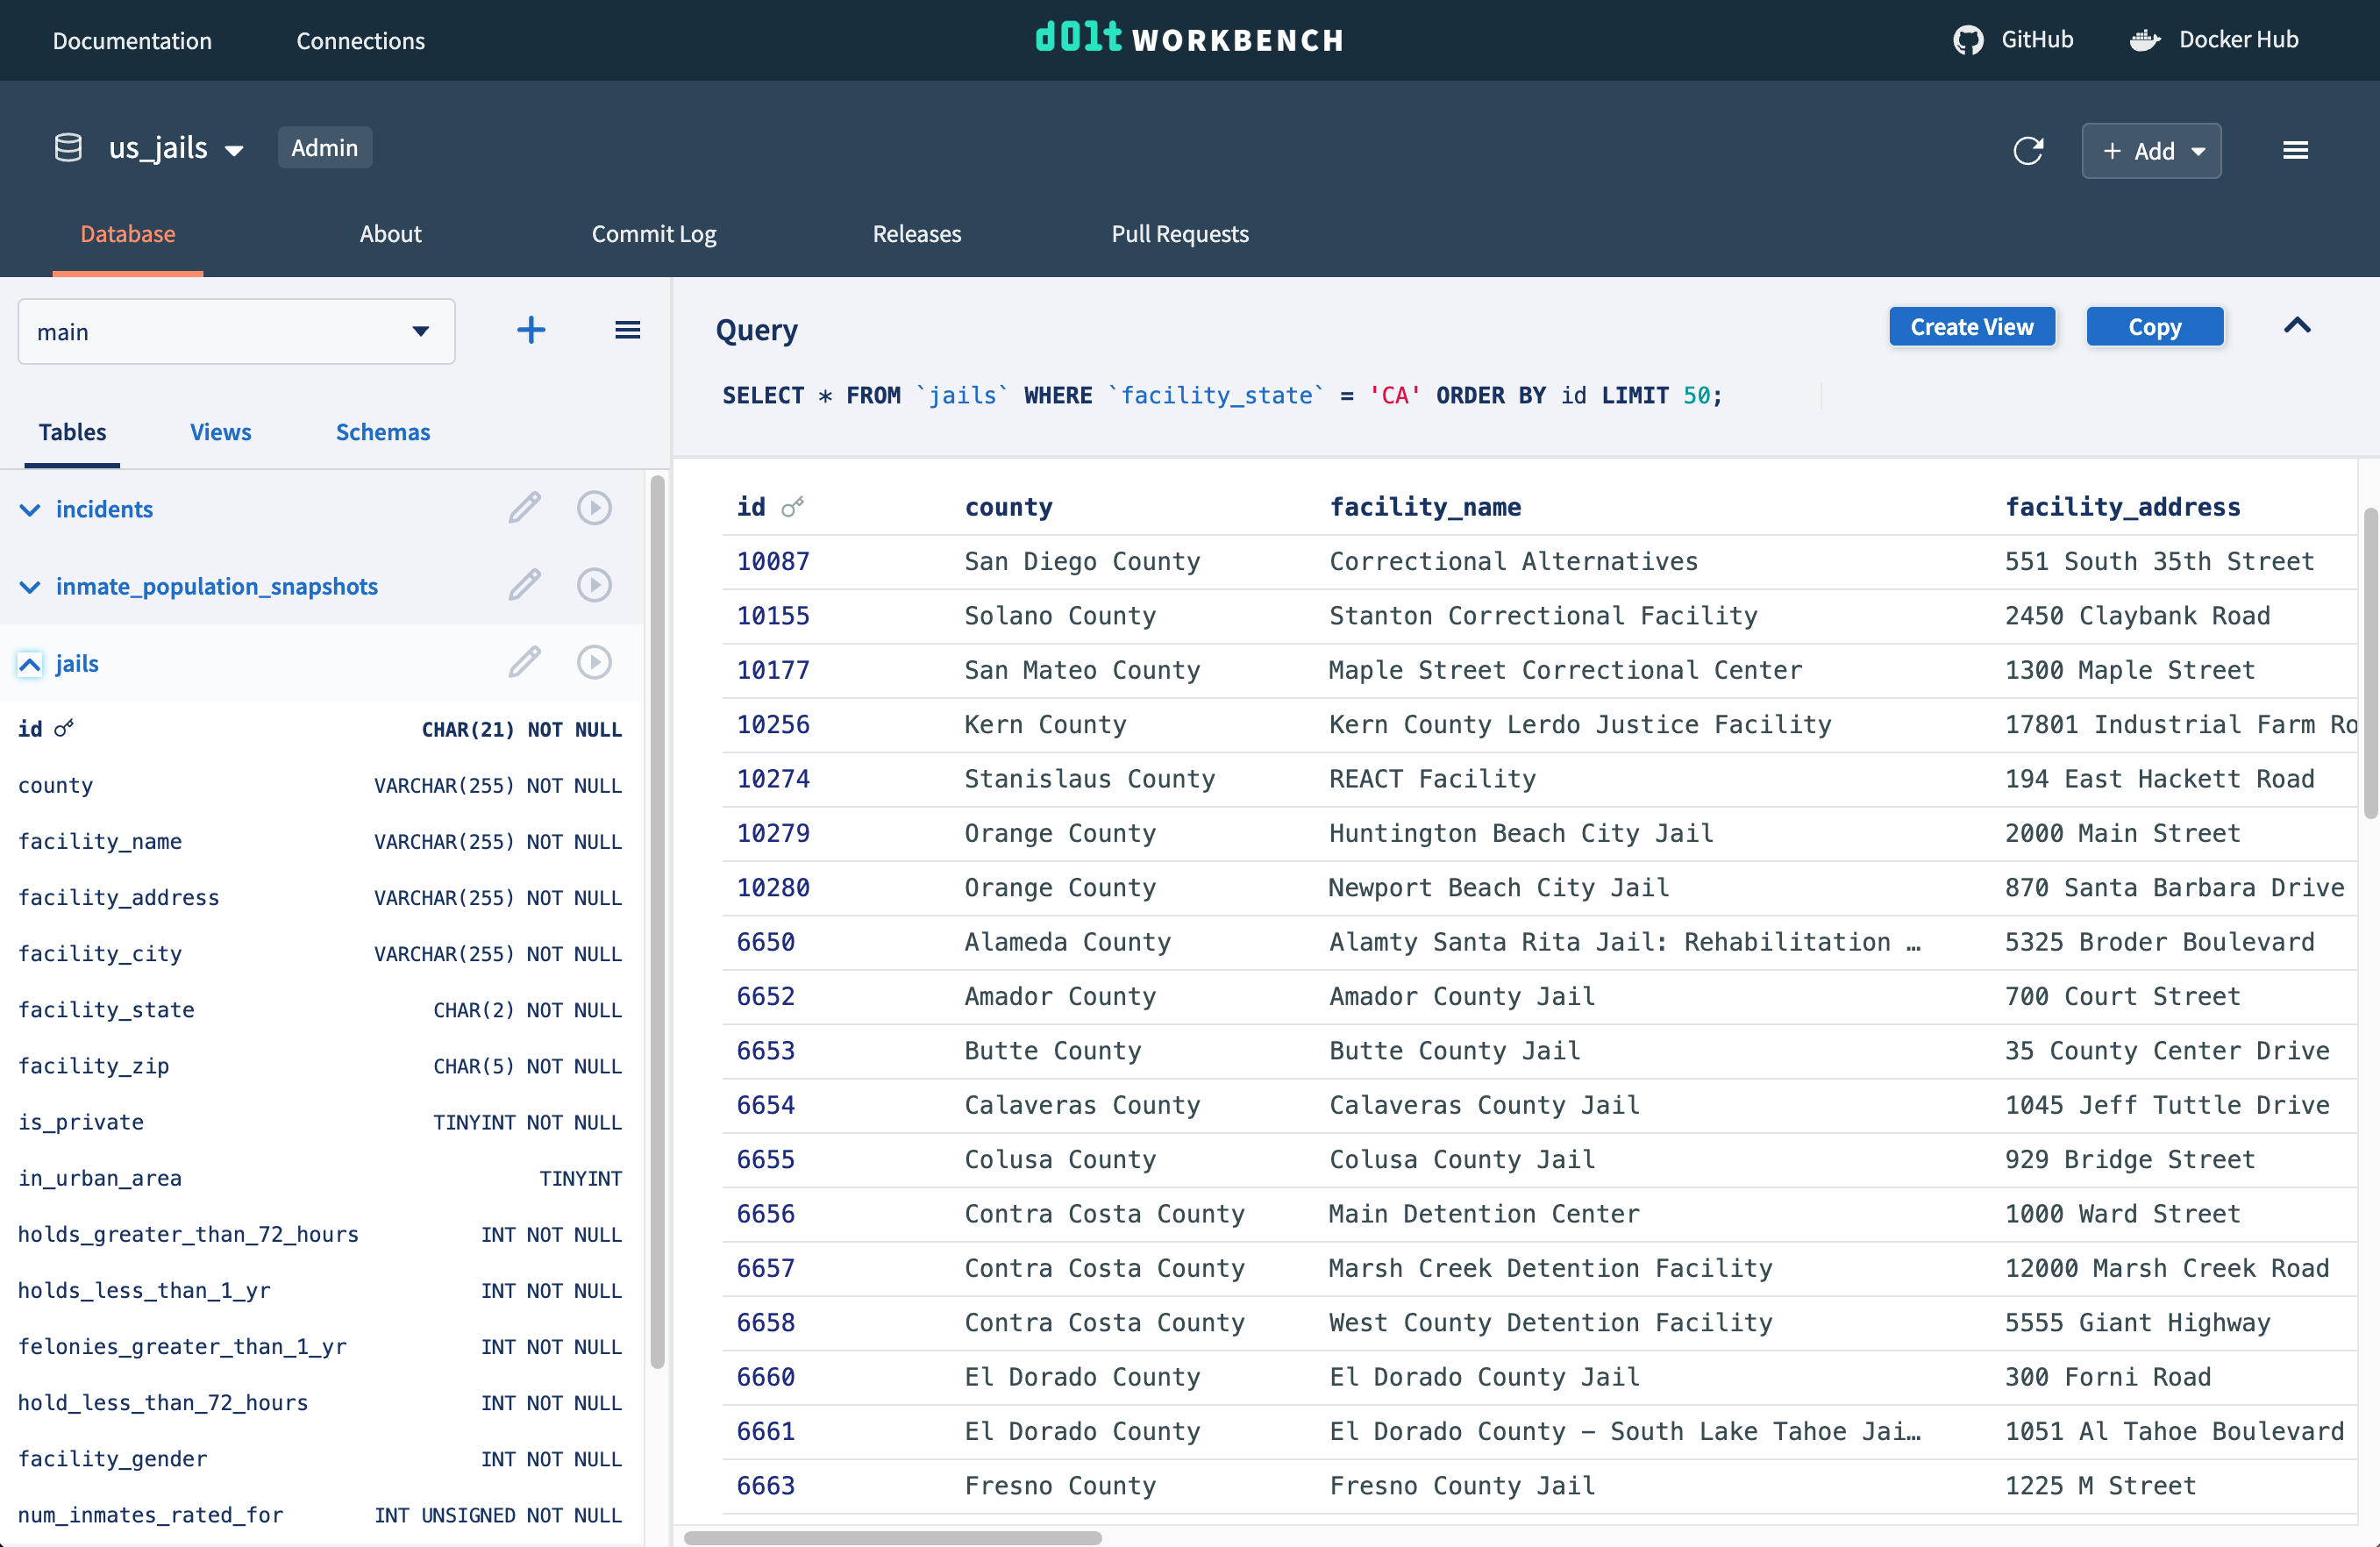 Documentation
Connections
dolt WORKBENCH
GitHub
Docker Hub
us_jails
Admin
+ Add
Database
About
Commit Log
Releases
Pull Requests
main
Tables
Views
Schemas
incidents
inmate_population_snapshots
jails
id CHAR(21) NOT NULL
county VARCHAR(255) NOT NULL
facility_name VARCHAR(255) NOT NULL
facility_address VARCHAR(255) NOT NULL
facility_city VARCHAR(255) NOT NULL
facility_state CHAR(2) NOT NULL
facility_zip CHAR(5) NOT NULL
is_private TINYINT NOT NULL
in_urban_area TINYINT
holds_greater_than_72_hours INT NOT NULL
holds_less_than_1_yr INT NOT NULL
felonies_greater_than_1_yr INT NOT NULL
hold_less_than_72_hours INT NOT NULL
facility_gender INT NOT NULL
num_inmates_rated_for INT UNSIGNED NOT NULL
Query
Create View
Copy
SELECT * FROM `jails` WHERE `facility_state` = 'CA' ORDER BY id LIMIT 50;
id county facility_name facility_address
10087 San Diego County Correctional Alternatives 551 South 35th Street
10155 Solano County Stanton Correctional Facility 2450 Claybank Road
10177 San Mateo County Maple Street Correctional Center 1300 Maple Street
10256 Kern County Kern County Lerdo Justice Facility 17801 Industrial Farm Ro
10274 Stanislaus County REACT Facility 194 East Hackett Road
10279 Orange County Huntington Beach City Jail 2000 Main Street
10280 Orange County Newport Beach City Jail 870 Santa Barbara Drive
6650 Alameda County Alamty Santa Rita Jail: Rehabilitation … 5325 Broder Boulevard
6652 Amador County Amador County Jail 700 Court Street
6653 Butte County Butte County Jail 35 County Center Drive
6654 Calaveras County Calaveras County Jail 1045 Jeff Tuttle Drive
6655 Colusa County Colusa County Jail 929 Bridge Street
6656 Contra Costa County Main Detention Center 1000 Ward Street
6657 Contra Costa County Marsh Creek Detention Facility 12000 Marsh Creek Road
6658 Contra Costa County West County Detention Facility 5555 Giant Highway
6660 El Dorado County El Dorado County Jail 300 Forni Road
6661 El Dorado County El Dorado County – South Lake Tahoe Jai… 1051 Al Tahoe Boulevard
6663 Fresno County Fresno County Jail 1225 M Street